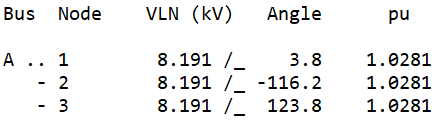 Bus  Node    VLN (kV)   Angle      pu
A .. 1       8.191 /_    3.8   1.0281
   - 2       8.191 /_ -116.2   1.0281
   - 3       8.191 /_  123.8   1.0281